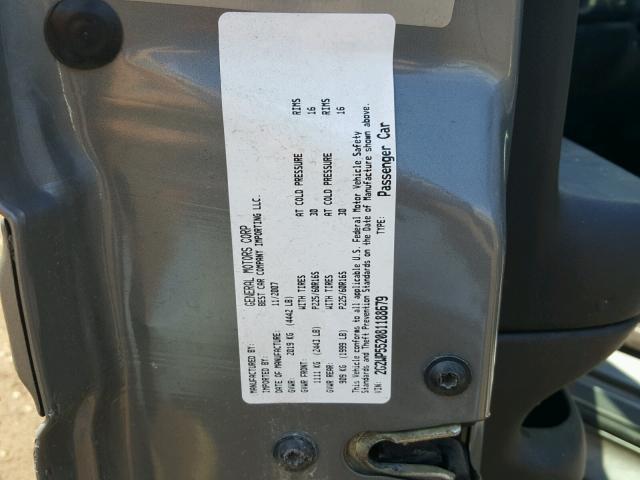 MANUFACTURED BY: GENERAL MOTORS CORP
IMPORTED BY: BEST CAR COMPANY IMPORTING LLC.
DATE OF MANUFACTURE: 11/2007
GVWR: 2019 KG (4442 LB) WITH TIRES AT COLD PRESSURE RIMS
GVWR FRONT: 1111 KG (2443 LB) P225/60R16S 30 16
WITH TIRES AT COLD PRESSURE RIMS
GVWR REAR: 909 KG (1999 LB) P225/60R16S 30 16
This Vehicle conforms to all applicable U.S. Federal Motor Vehicle Safety
Standards and Theft Prevention Standards on the Date of Manufacture shown above.
VIN: 2G2WP552081188679 TYPE: Passenger Car